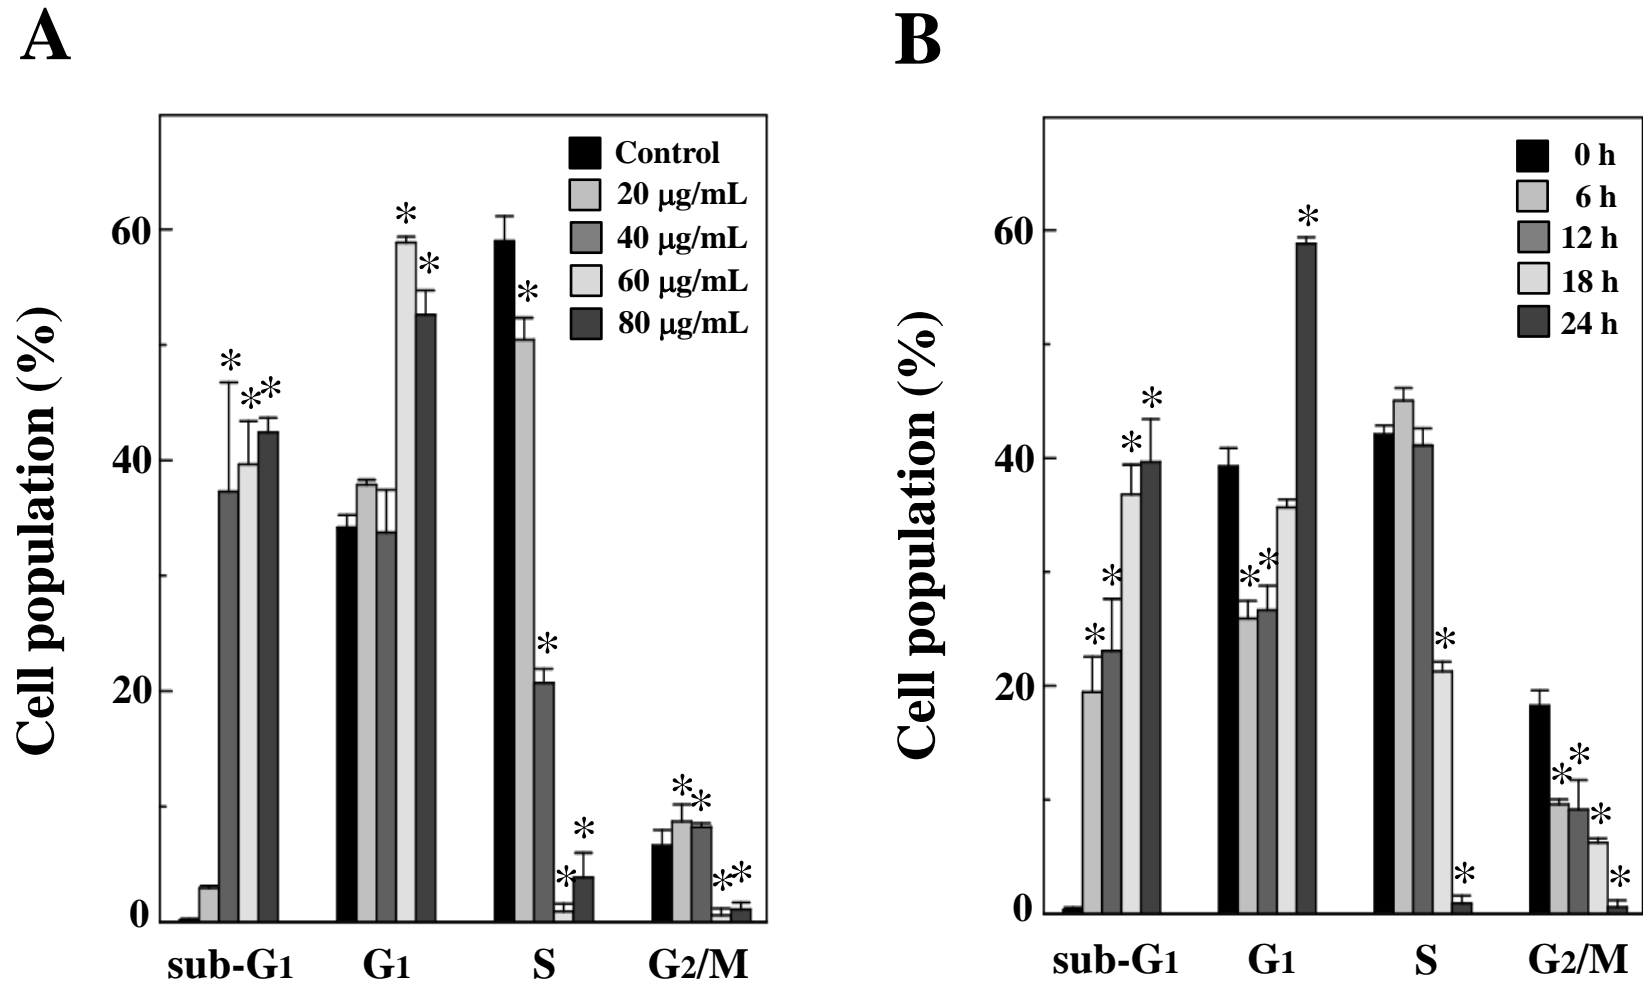 A
Cell population (%)
60
40
20
0
Control
20 µg/mL
40 µg/mL
60 µg/mL
80 µg/mL
* * *
* *
* * * *
* * * *
sub-G1 G1 S G2/M
B
Cell population (%)
60
40
20
0
0 h
6 h
12 h
18 h
24 h
* * * *
* * *
* *
* * * *
sub-G1 G1 S G2/M